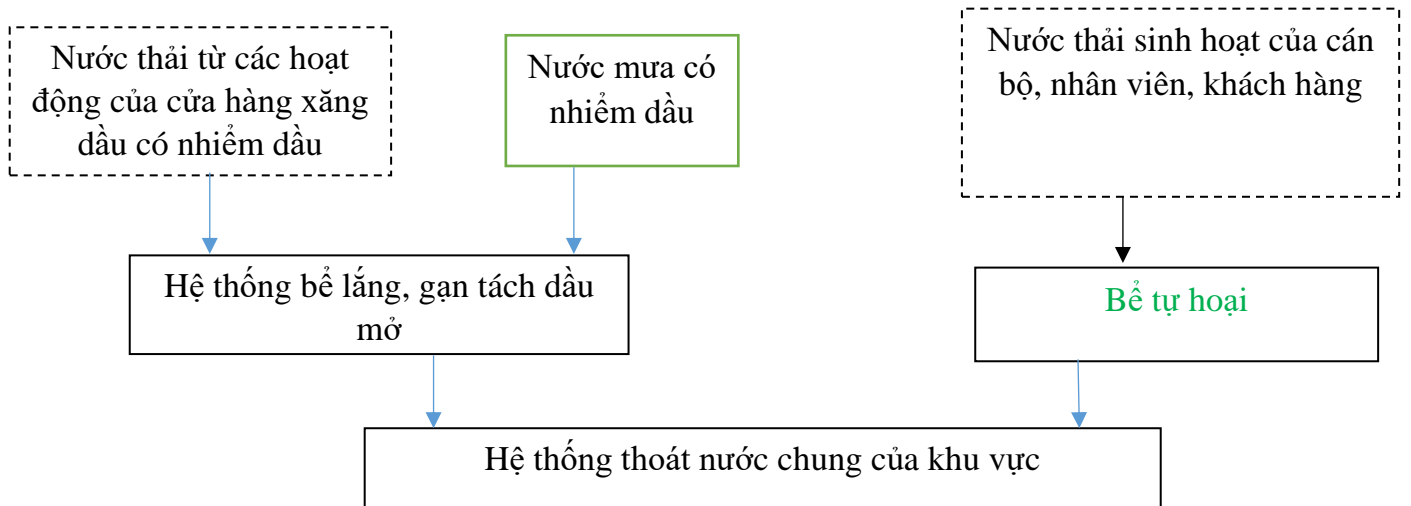 Nước thải từ các hoạt
động của cửa hàng xăng
dầu có nhiểm dầu
Nước mưa có
nhiểm dầu
Nước thải sinh hoạt của cán
bộ, nhân viên, khách hàng
Hệ thống bể lắng, gạn tách dầu
mở
Bể tự hoại
Hệ thống thoát nước chung của khu vực